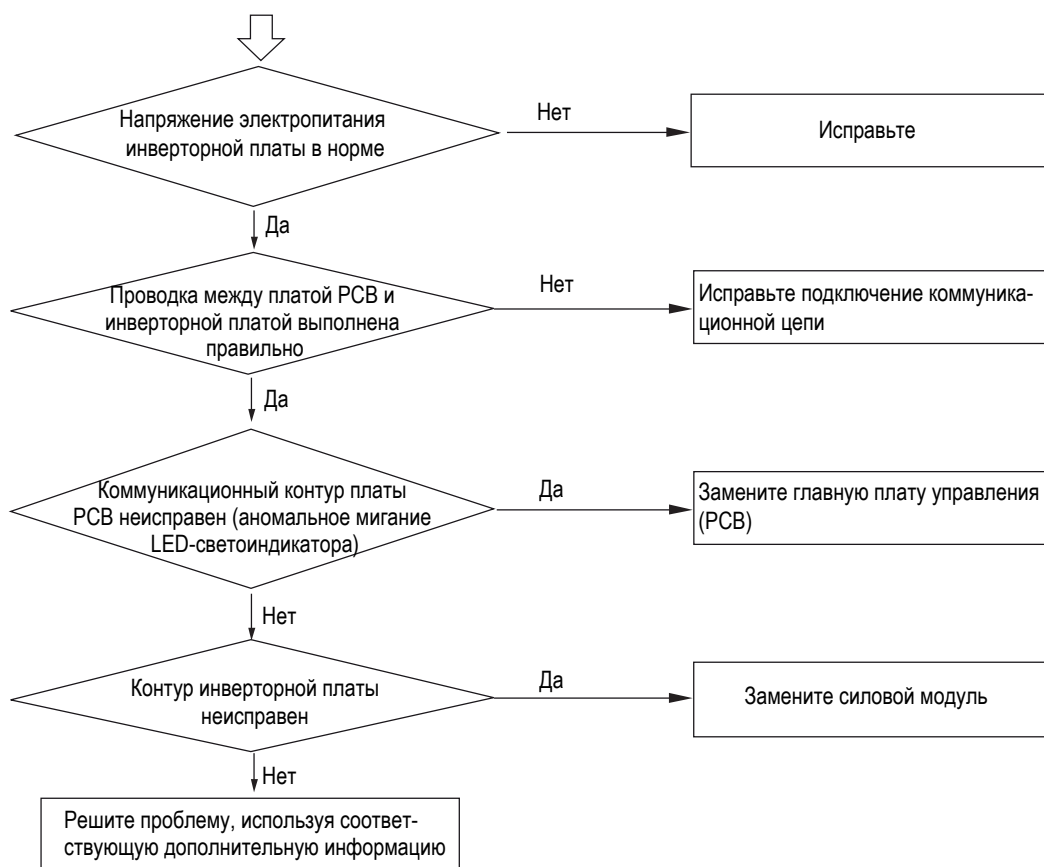 Напряжение электропитания
инверторной платы в норме
Нет
Исправьте
Да
Проводка между платой PCB и
инверторной платой выполнена
правильно
Нет
Исправьте подключение коммуника-
ционной цепи
Да
Коммуникационный контур платы
PCB неисправен (аномальное мигание
LED-светоиндикатора)
Да
Замените главную плату управления
(PCB)
Нет
Контур инверторной платы
неисправен
Да
Замените силовой модуль
Нет
Решите проблему, используя соответ-
ствующую дополнительную информацию